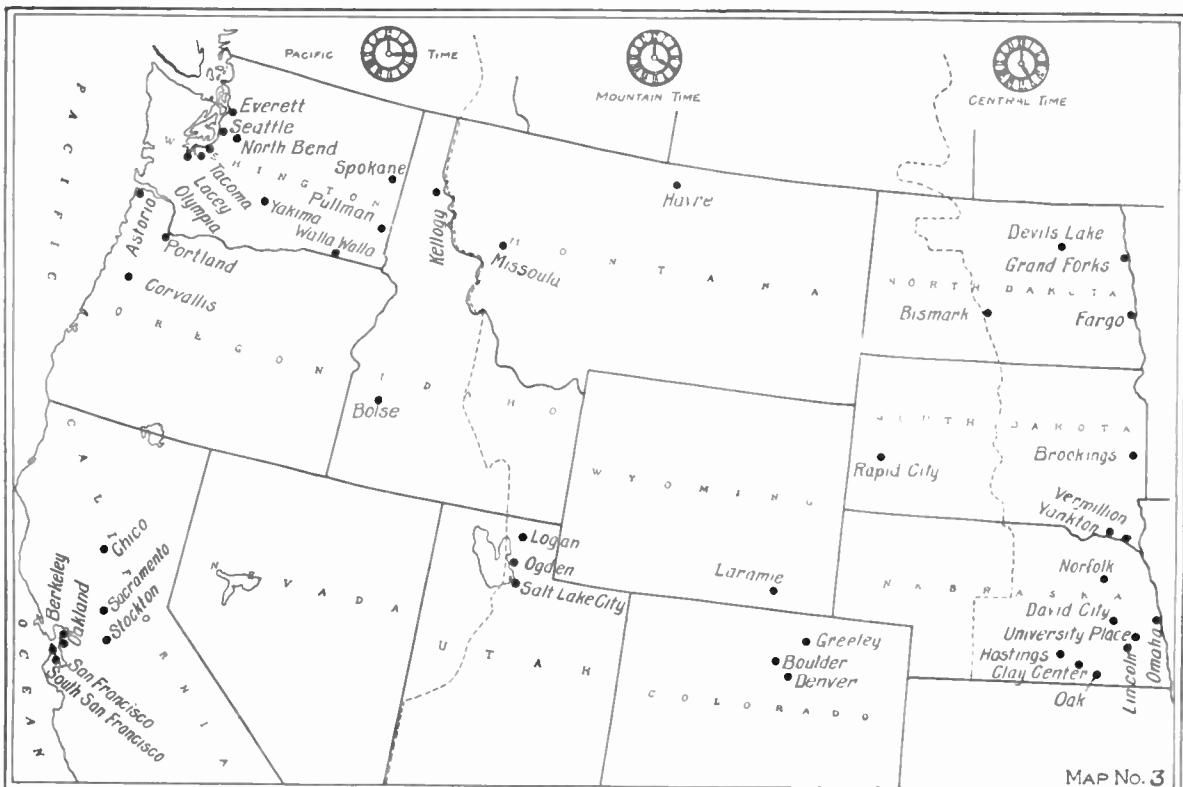 PACIFIC TIME
MOUNTAIN TIME
CENTRAL TIME
PACIFIC
OCEAN
WASHINGTON
Everett
Seattle
North Bend
Tacoma
Lacey
Olympia
Spokane
Pullman
Yakima
Walla Walla
Astoria
Portland
Corvallis
OREGON
Kellogg
IDAHO
Boise
Missoula
Havre
MONTANA
Devils Lake
Grand Forks
NORTH DAKOTA
Bismark
Fargo
SOUTH DAKOTA
Rapid City
Brookings
Vermillion
Yankton
WYOMING
Laramie
CALIFORNIA
Chico
Sacramento
Stockton
Berkeley
Oakland
San Francisco
South San Francisco
NEVADA
UTAH
Logan
Ogden
Salt Lake City
COLORADO
Greeley
Boulder
Denver
NEBRASKA
Norfolk
David City
University Place
Hastings
Clay Center
Oak
Lincoln
Omaha
MAP NO. 3